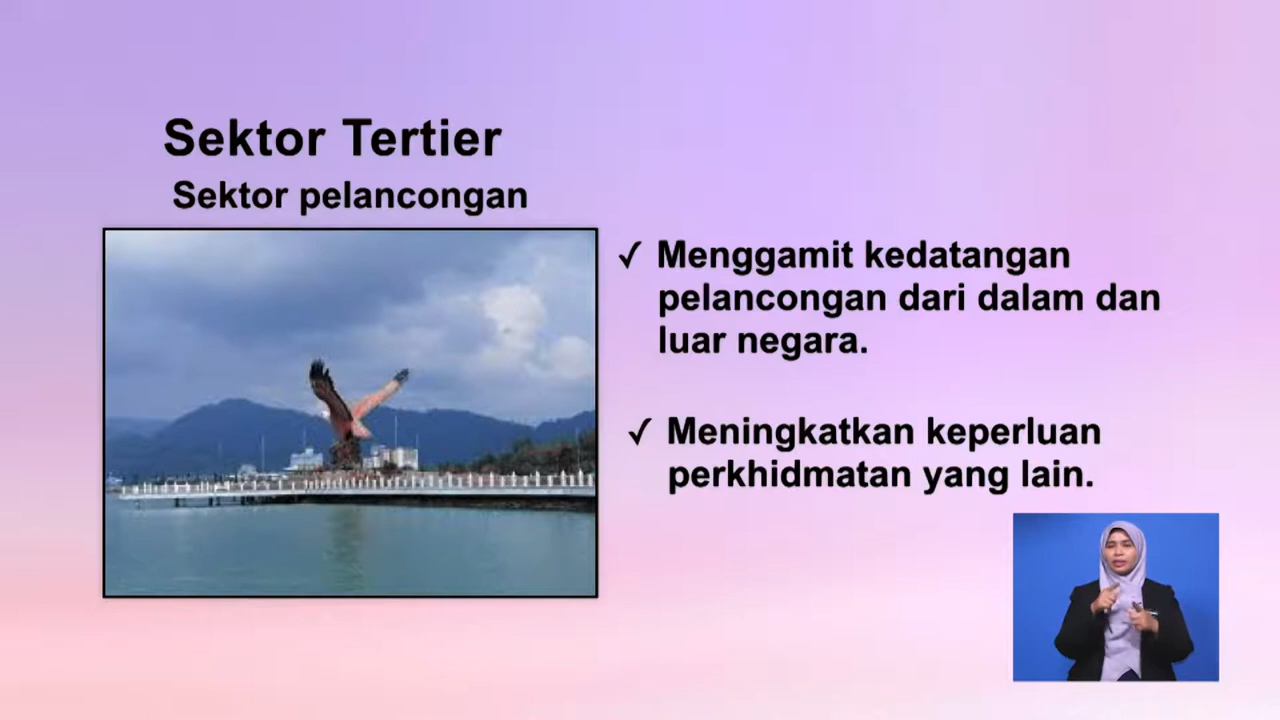 Sektor Tertier
Sektor pelancongan
✓ Menggamit kedatangan
pelancongan dari dalam dan
luar negara.
✓ Meningkatkan keperluan
perkhidmatan yang lain.